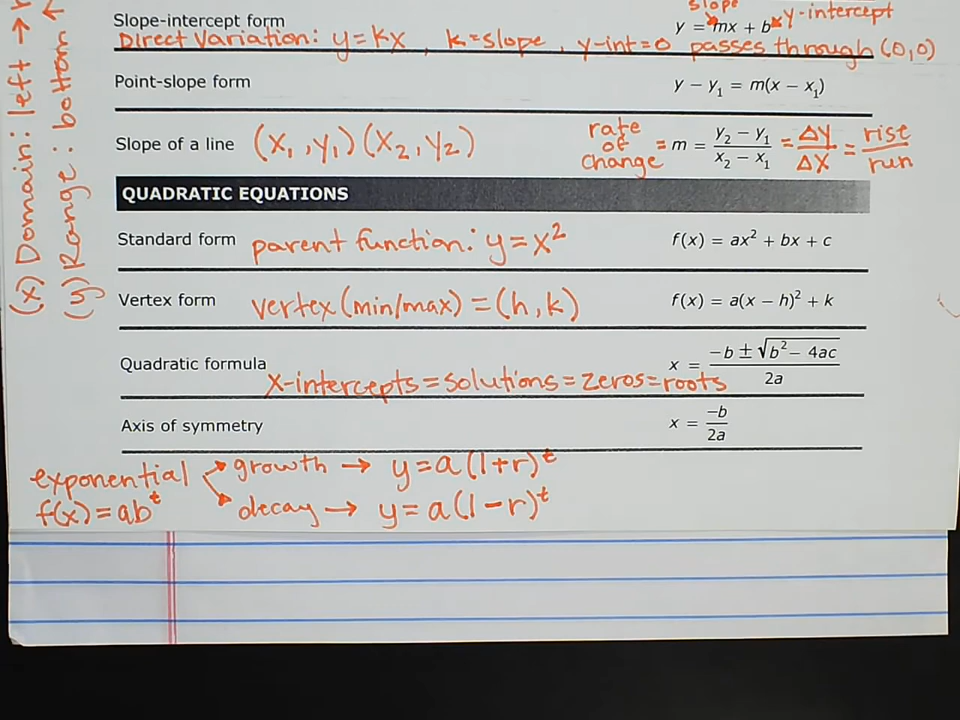 slope
Slope-intercept form y = mx + b y-intercept
Direct Variation: y=kx, k=slope, y-int=0 passes through (0,0)
Point-slope form y − y₁ = m(x − x₁)
Slope of a line (x₁, y₁)(x₂, y₂) rate of change = m = (y₂ − y₁)/(x₂ − x₁) = Δy/Δx = rise/run
QUADRATIC EQUATIONS
Standard form parent function: y=x² f(x) = ax² + bx + c
Vertex form vertex (min/max) = (h,k) f(x) = a(x − h)² + k
Quadratic formula x = (−b ± √(b² − 4ac))/2a
x-intercepts=solutions=zeros=roots
Axis of symmetry x = −b/2a
exponential growth → y=a(1+r)ᵗ
f(x)=abᵗ decay → y=a(1−r)ᵗ
(x) Domain: left →
(y) Range: bottom